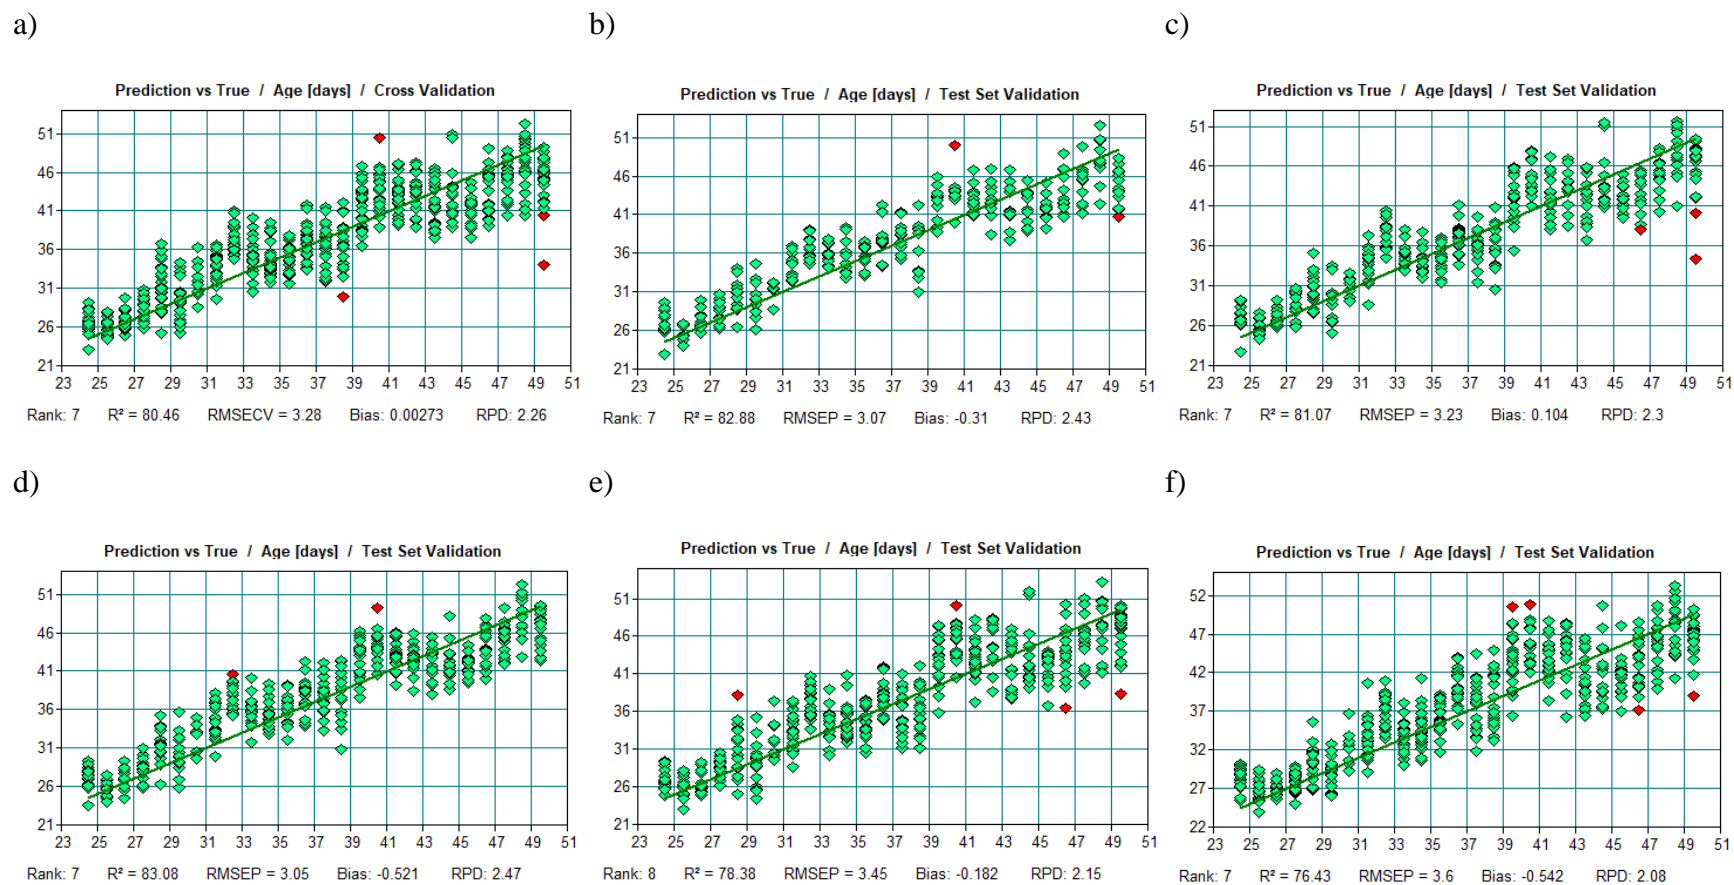 a)
b)
c)
Prediction vs True / Age [days] / Cross Validation
Prediction vs True / Age [days] / Test Set Validation
Prediction vs True / Age [days] / Test Set Validation
51
46
41
36
31
26
21
23 25 27 29 31 33 35 37 39 41 43 45 47 49 51
Rank: 7 R² = 80.46 RMSECV = 3.28 Bias: 0.00273 RPD: 2.26
51
46
41
36
31
26
21
23 25 27 29 31 33 35 37 39 41 43 45 47 49 51
Rank: 7 R² = 82.88 RMSEP = 3.07 Bias: -0.31 RPD: 2.43
51
46
41
36
31
26
21
23 25 27 29 31 33 35 37 39 41 43 45 47 49 51
Rank: 7 R² = 81.07 RMSEP = 3.23 Bias: 0.104 RPD: 2.3
d)
e)
f)
Prediction vs True / Age [days] / Test Set Validation
Prediction vs True / Age [days] / Test Set Validation
Prediction vs True / Age [days] / Test Set Validation
51
46
41
36
31
26
21
23 25 27 29 31 33 35 37 39 41 43 45 47 49 51
Rank: 7 R² = 83.08 RMSEP = 3.05 Bias: -0.521 RPD: 2.47
51
46
41
36
31
26
21
23 25 27 29 31 33 35 37 39 41 43 45 47 49 51
Rank: 8 R² = 78.38 RMSEP = 3.45 Bias: -0.182 RPD: 2.15
52
47
42
37
32
27
22
23 25 27 29 31 33 35 37 39 41 43 45 47 49 51
Rank: 7 R² = 76.43 RMSEP = 3.6 Bias: -0.542 RPD: 2.08